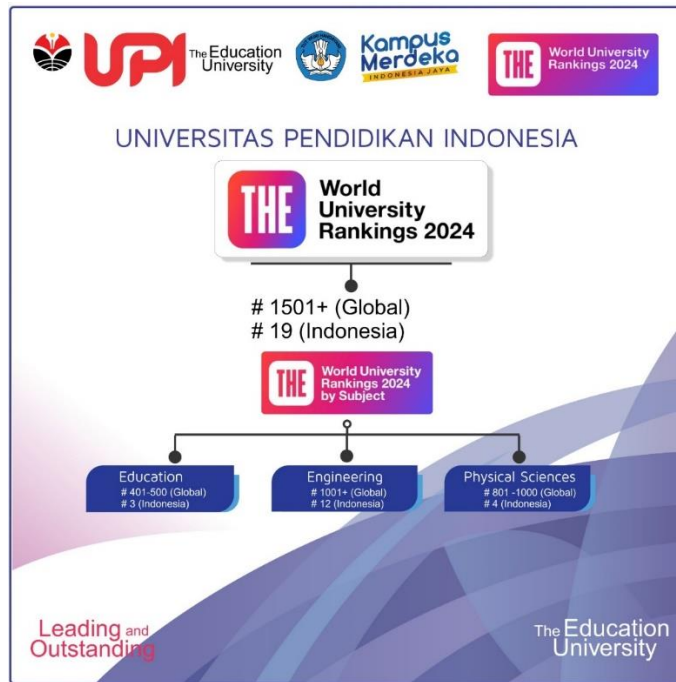 UPI The Education
University
Kampus
Merdeka
INDONESIA JAYA
THE World University
Rankings 2024
UNIVERSITAS PENDIDIKAN INDONESIA
THE World
University
Rankings 2024
# 1501+ (Global)
# 19 (Indonesia)
THE World University
Rankings 2024
by Subject
Education
# 401-500 (Global)
# 3 (Indonesia)
Engineering
# 1001+ (Global)
# 12 (Indonesia)
Physical Sciences
# 801 -1000 (Global)
# 4 (Indonesia)
Leading and
Outstanding
The Education
University